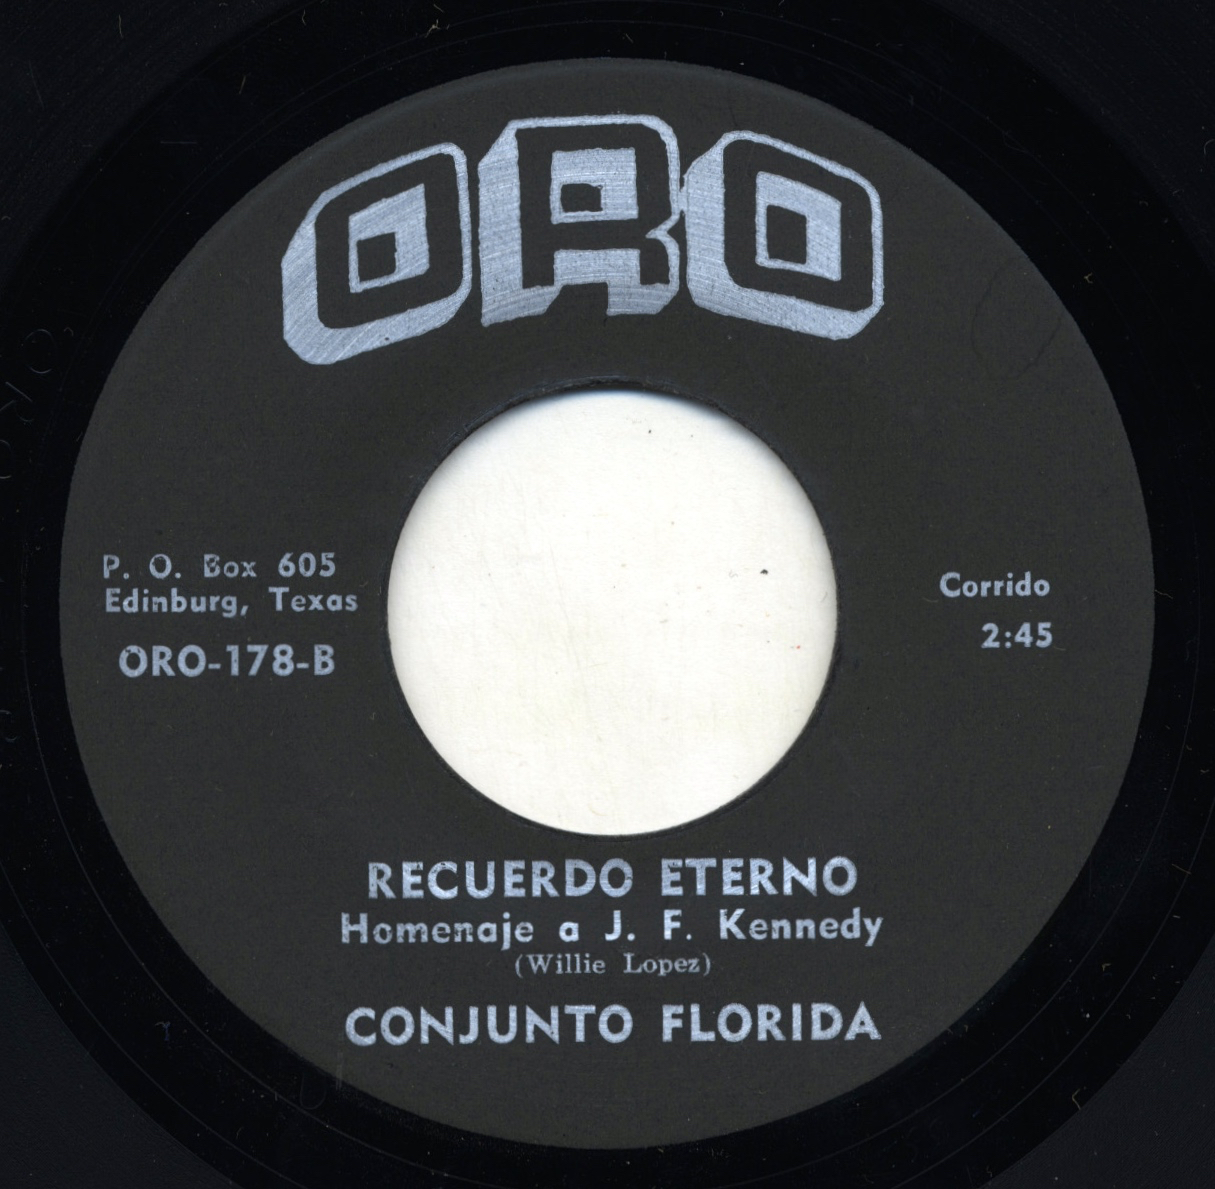 ORO
P. O. Box 605
Edinburg, Texas
ORO-178-B
Corrido
2:45
RECUERDO ETERNO
Homenaje a J. F. Kennedy
(Willie Lopez)
CONJUNTO FLORIDA